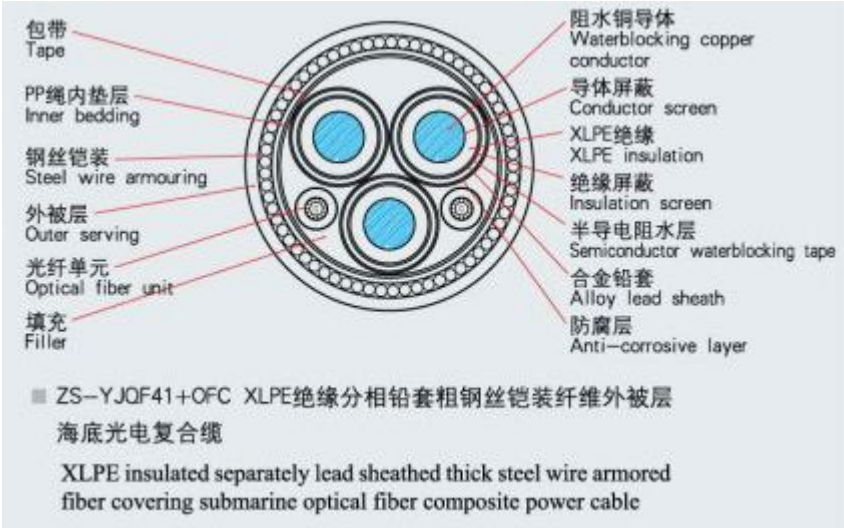 包带
Tape
PP绳内垫层
Inner bedding
钢丝铠装
Steel wire armouring
外被层
Outer serving
光纤单元
Optical fiber unit
填充
Filler
阻水铜导体
Waterblocking copper
conductor
导体屏蔽
Conductor screen
XLPE绝缘
XLPE insulation
绝缘屏蔽
Insulation screen
半导电阻水层
Semiconductor waterblocking tape
合金铅套
Alloy lead sheath
防腐层
Anti-corrosive layer
ZS-YJQF41+OFC XLPE绝缘分相铅套粗钢丝铠装纤维外被层
海底光电复合缆
XLPE insulated separately lead sheathed thick steel wire armored
fiber covering submarine optical fiber composite power cable